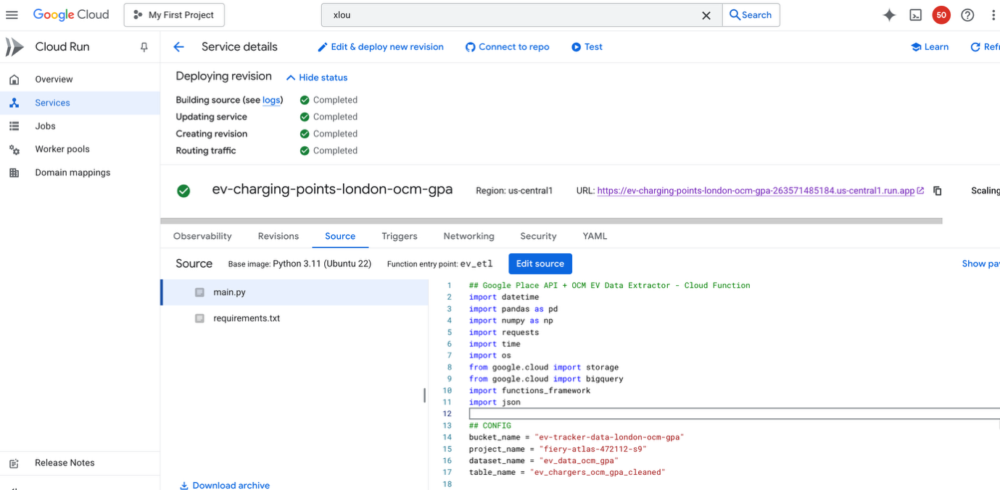 Google Cloud My First Project xlou Search 50
Cloud Run Service details Edit & deploy new revision Connect to repo Test Learn Refr
Overview
Services
Jobs
Worker pools
Domain mappings
Release Notes
Deploying revision Hide status
Building source (see logs) Completed
Updating service Completed
Creating revision Completed
Routing traffic Completed
ev-charging-points-london-ocm-gpa Region: us-central1 URL: https://ev-charging-points-london-ocm-gpa-263571485184.us-central1.run.app Scaling
Observability Revisions Source Triggers Networking Security YAML
Source Base image: Python 3.11 (Ubuntu 22) Function entry point: ev_etl Edit source Show pay
main.py
requirements.txt
Download archive
1 ## Google Place API + OCM EV Data Extractor - Cloud Function
2 import datetime
3 import pandas as pd
4 import numpy as np
5 import requests
6 import time
7 import os
8 from google.cloud import storage
9 from google.cloud import bigquery
10 import functions_framework
11 import json
12
13 ## CONFIG
14 bucket_name = "ev-tracker-data-london-ocm-gpa"
15 project_name = "fiery-atlas-472112-s9"
16 dataset_name = "ev_data_ocm_gpa"
17 table_name = "ev_chargers_ocm_gpa_cleaned"
18